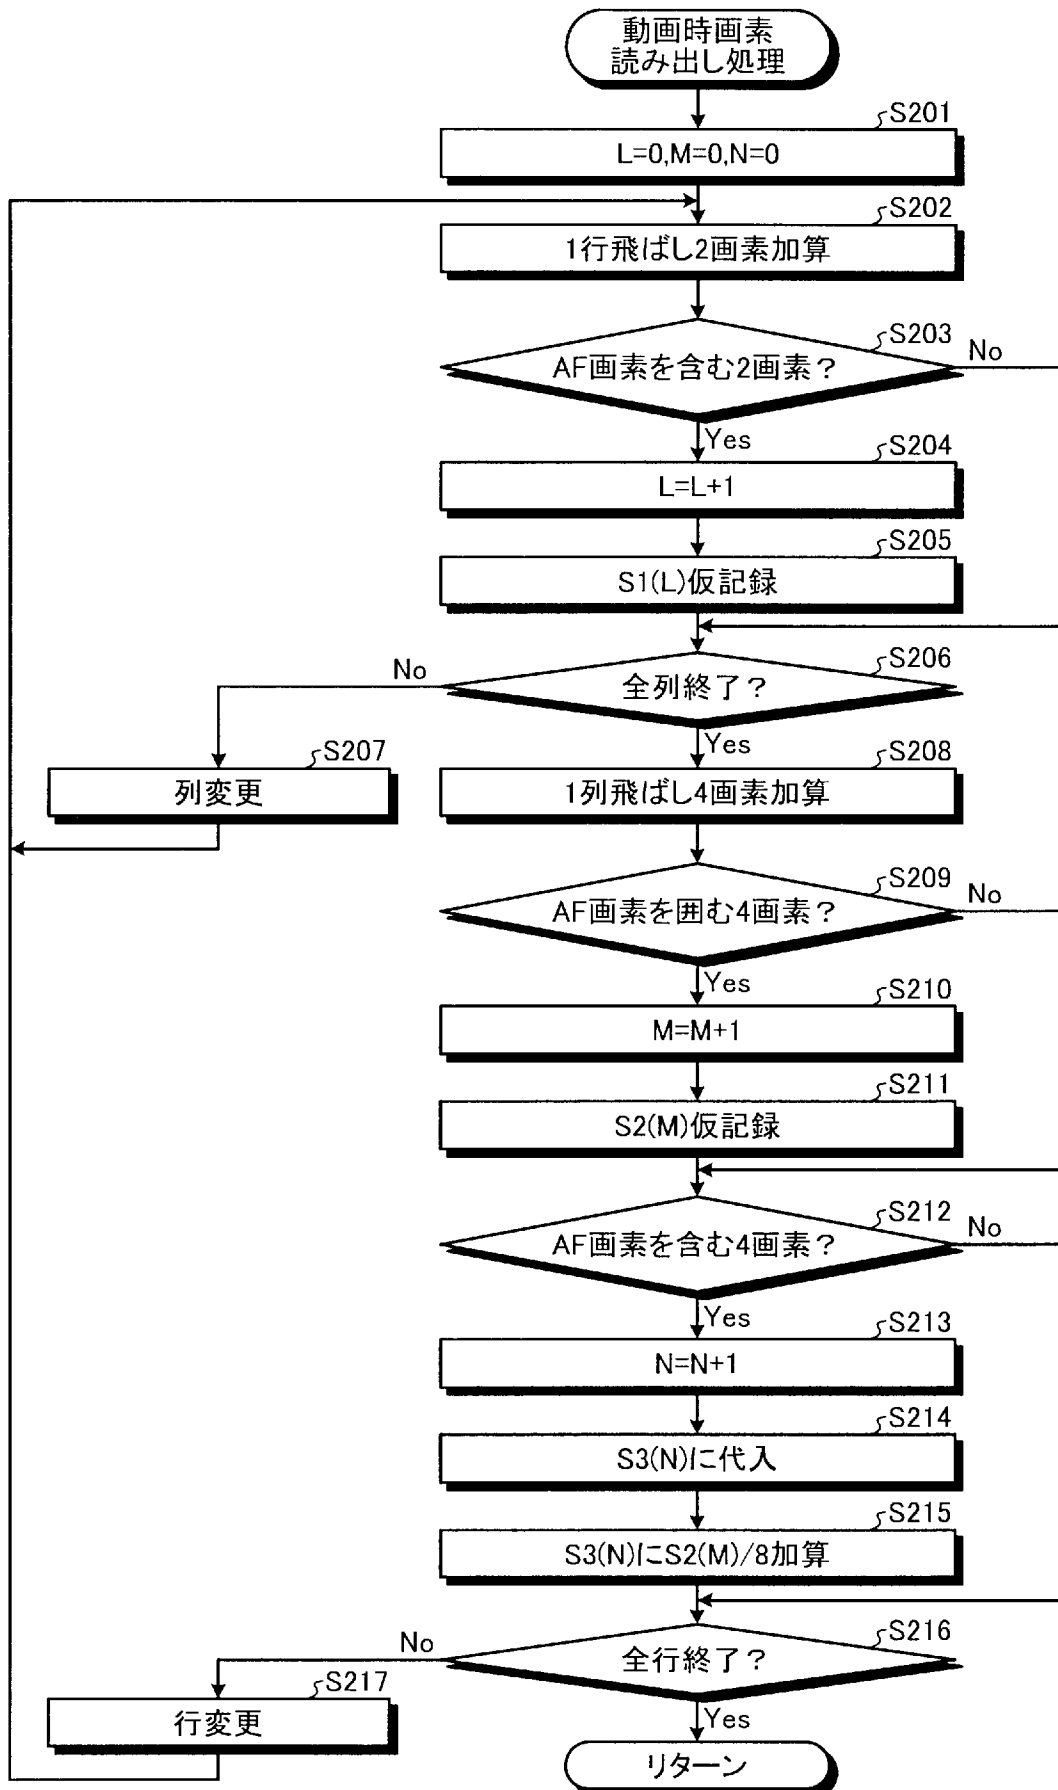 動画時画素
読み出し処理
S201
L=0,M=0,N=0
S202
1行飛ばし2画素加算
S203
AF画素を含む2画素?
No
Yes
S204
L=L+1
S205
S1(L)仮記録
S206
全列終了?
No
Yes
S207
列変更
S208
1列飛ばし4画素加算
S209
AF画素を囲む4画素?
No
Yes
S210
M=M+1
S211
S2(M)仮記録
S212
AF画素を含む4画素?
No
Yes
S213
N=N+1
S214
S3(N)に代入
S215
S3(N)にS2(M)/8加算
S216
全行終了?
No
Yes
S217
行変更
リターン